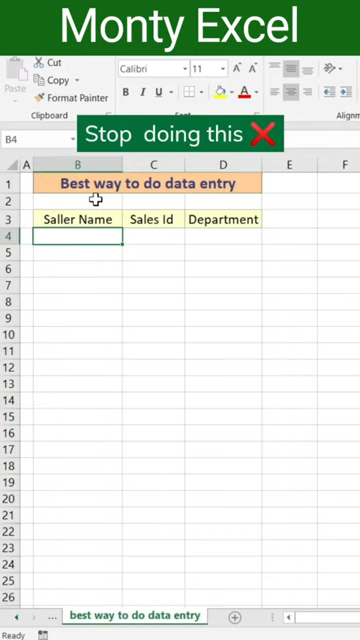 Monty Excel
Cut
Calibri
11
A
A
Copy
Paste
Format Painter
B I U
A
Clipboard
Stop doing this ❌
B4
A B C D E F
1 Best way to do data entry
2
3 Saller Name Sales Id Department
4
5
6
7
8
9
10
11
12
13
14
15
16
17
18
19
20
21
22
23
24
25
26
... best way to do data entry
Ready